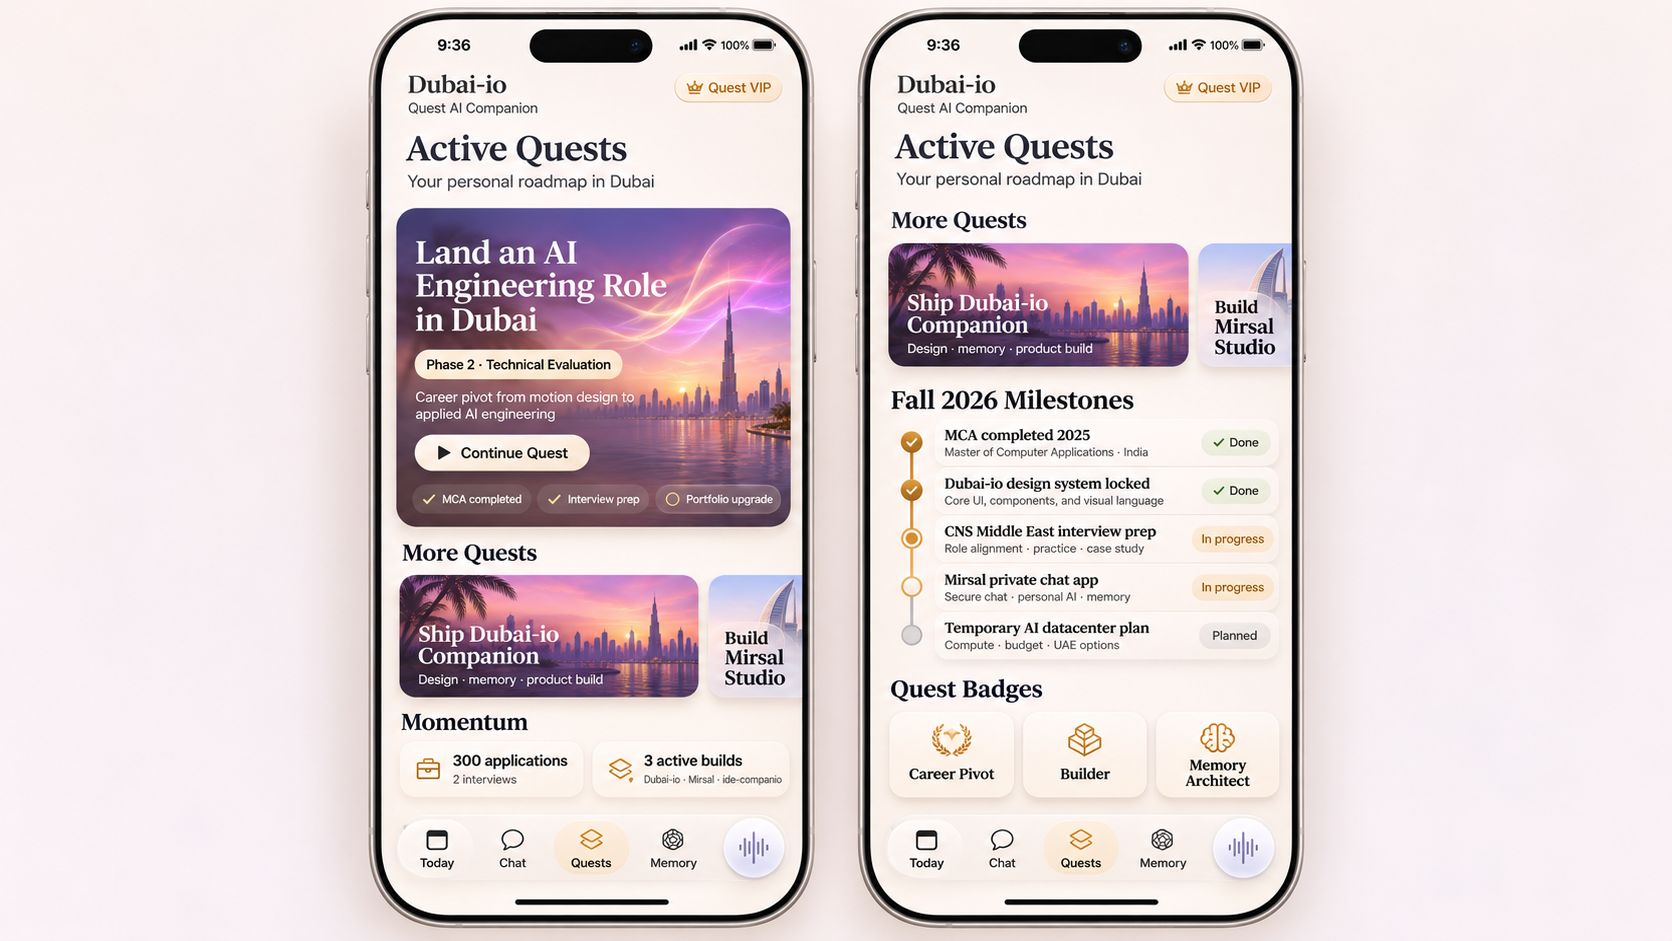 9:36
100%
Dubai-io
Quest VIP
Quest AI Companion
Active Quests
Your personal roadmap in Dubai
Land an AI
Engineering Role
in Dubai
Phase 2 · Technical Evaluation
Career pivot from motion design to
applied AI engineering
Continue Quest
MCA completed
Interview prep
Portfolio upgrade
More Quests
Ship Dubai-io
Companion
Design · memory · product build
Build
Mirsal
Studio
Momentum
300 applications
2 interviews
3 active builds
Dubai-io · Mirsal · ide-companio
Today
Chat
Quests
Memory
9:36
100%
Dubai-io
Quest VIP
Quest AI Companion
Active Quests
Your personal roadmap in Dubai
More Quests
Ship Dubai-io
Companion
Design · memory · product build
Build
Mirsal
Studio
Fall 2026 Milestones
MCA completed 2025
Master of Computer Applications · India
Done
Dubai-io design system locked
Core UI, components, and visual language
Done
CNS Middle East interview prep
Role alignment · practice · case study
In progress
Mirsal private chat app
Secure chat · personal AI · memory
In progress
Temporary AI datacenter plan
Compute · budget · UAE options
Planned
Quest Badges
Career Pivot
Builder
Memory
Architect
Today
Chat
Quests
Memory